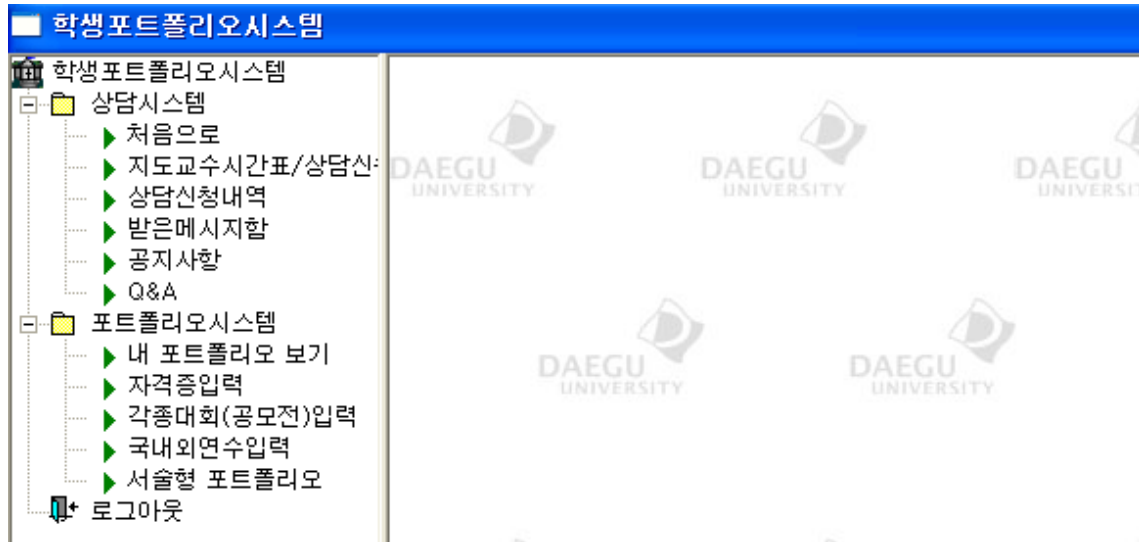 학생포트폴리오시스템
학생포트폴리오시스템
상담시스템
처음으로
지도교수시간표/상담신
상담신청내역
받은메시지함
공지사항
Q&A
포트폴리오시스템
내 포트폴리오 보기
자격증입력
각종대회(공모전)입력
국내외연수입력
서술형 포트폴리오
로그아웃
DAEGU DAEGU DAEGU
UNIVERSITY UNIVERSITY UNIVERSI
DAEGU DAEGU
UNIVERSITY UNIVERSITY